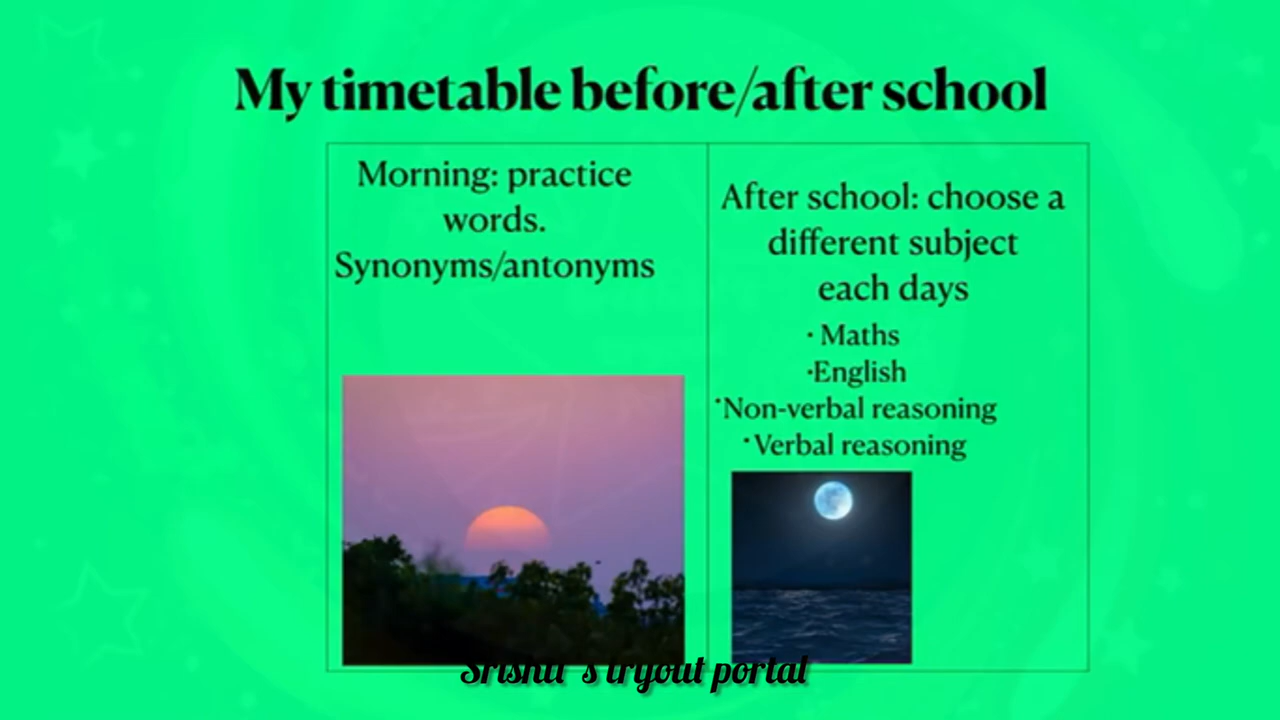 My timetable before/after school
Morning: practice
words.
Synonyms/antonyms
After school: choose a
different subject
each days
· Maths
·English
·Non-verbal reasoning
·Verbal reasoning
's tryout portal